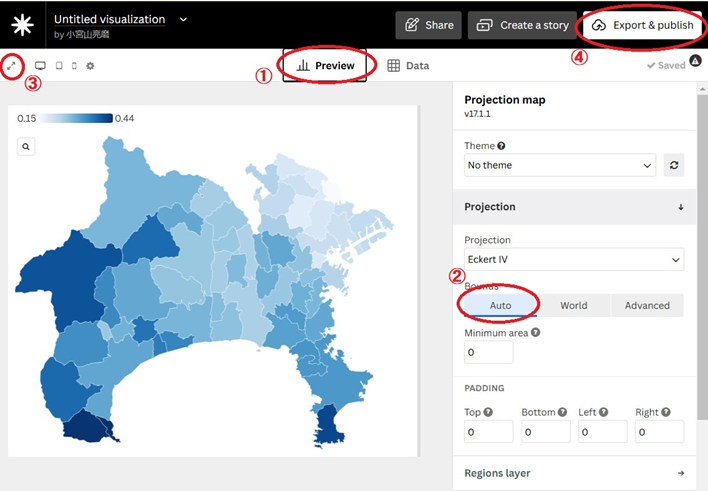 Untitled visualization
by 小宮山亮磨
Share
Create a story
Export & publish
④
③
①
Preview
Data
Saved
0.15
0.44
Projection map
v17.1.1
Theme
No theme
Projection
Projection
Eckert IV
②
Bounds
Auto
World
Advanced
Minimum area
0
PADDING
Top
Bottom
Left
Right
0
0
0
0
Regions layer